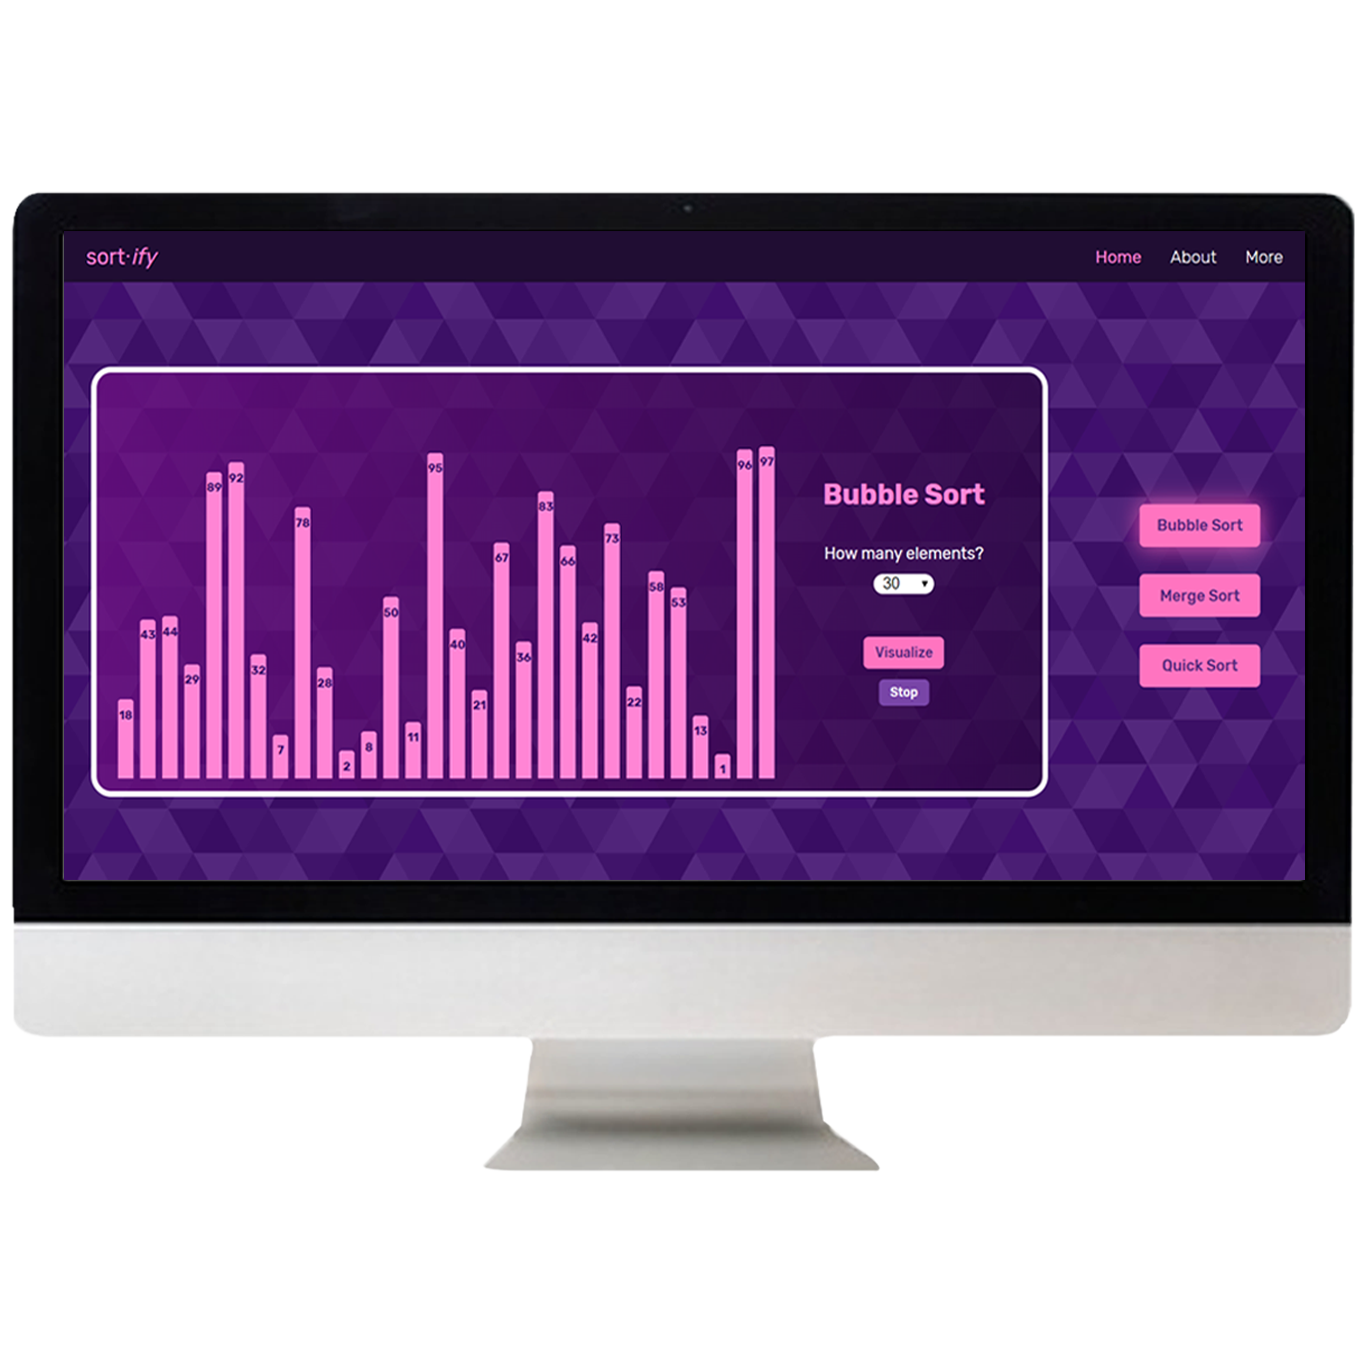 sort·ify
Home About More
18 43 44 29 89 92 32 7 78 28 2 8 50 11 95 40 21 67 36 83 66 42 73 22 58 53 13 1 96 97
Bubble Sort
How many elements?
30
Visualize
Stop
Bubble Sort
Merge Sort
Quick Sort